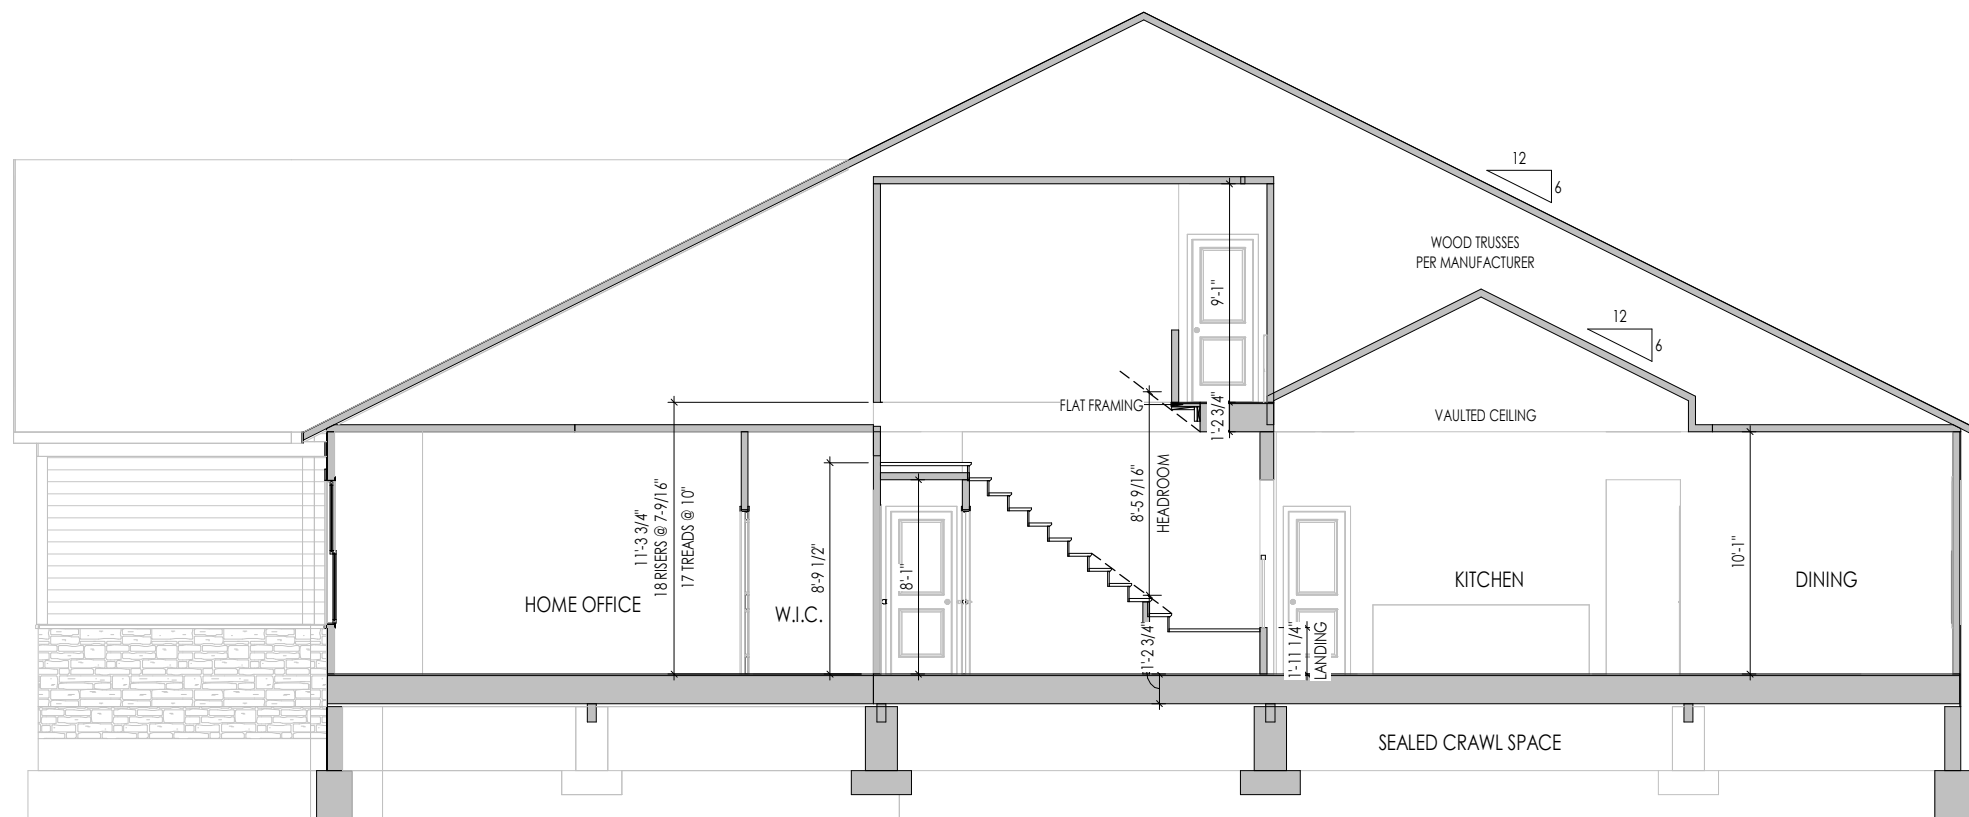 12
6
WOOD TRUSSES
PER MANUFACTURER
9'-1"
12
6
FLAT FRAMING
1'-2 3/4"
VAULTED CEILING
11'-3 3/4"
18 RISERS @ 7-9/16"
17 TREADS @ 10"
8'-9 1/2"
8'-1"
8'-5 9/16"
HEADROOM
10'-1"
HOME OFFICE
W.I.C.
KITCHEN
DINING
1'-2 3/4"
1'-11 1/4"
LANDING
SEALED CRAWL SPACE